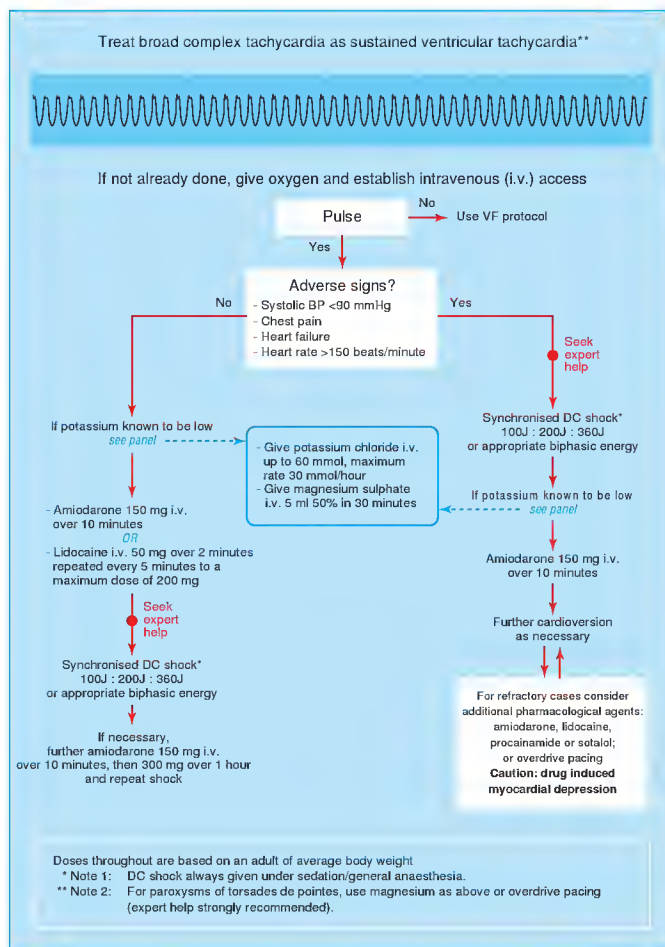 Treat broad complex tachycardia as sustained ventricular tachycardia**
If not already done, give oxygen and establish intravenous (i.v.) access
Pulse
No
Use VF protocol
Yes
Adverse signs?
- Systolic BP <90 mmHg
- Chest pain
- Heart failure
- Heart rate >150 beats/minute
No
Yes
If potassium known to be low
see panel
- Give potassium chloride i.v.
up to 60 mmol, maximum
rate 30 mmol/hour
- Give magnesium sulphate
i.v. 5 ml 50% in 30 minutes
- Amiodarone 150 mg i.v.
over 10 minutes
OR
- Lidocaine i.v. 50 mg over 2 minutes
repeated every 5 minutes to a
maximum dose of 200 mg
Seek
expert
help
Synchronised DC shock*
100J : 200J : 360J
or appropriate biphasic energy
If necessary,
further amiodarone 150 mg i.v.
over 10 minutes, then 300 mg over 1 hour
and repeat shock
Seek
expert
help
Synchronised DC shock*
100J : 200J : 360J
or appropriate biphasic energy
If potassium known to be low
see panel
Amiodarone 150 mg i.v.
over 10 minutes
Further cardioversion
as necessary
For refractory cases consider
additional pharmacological agents:
amiodarone, lidocaine,
procainamide or sotalol;
or overdrive pacing
Caution: drug induced
myocardial depression
Doses throughout are based on an adult of average body weight
* Note 1: DC shock always given under sedation/general anaesthesia.
** Note 2: For paroxysms of torsades de pointes, use magnesium as above or overdrive pacing
(expert help strongly recommended).